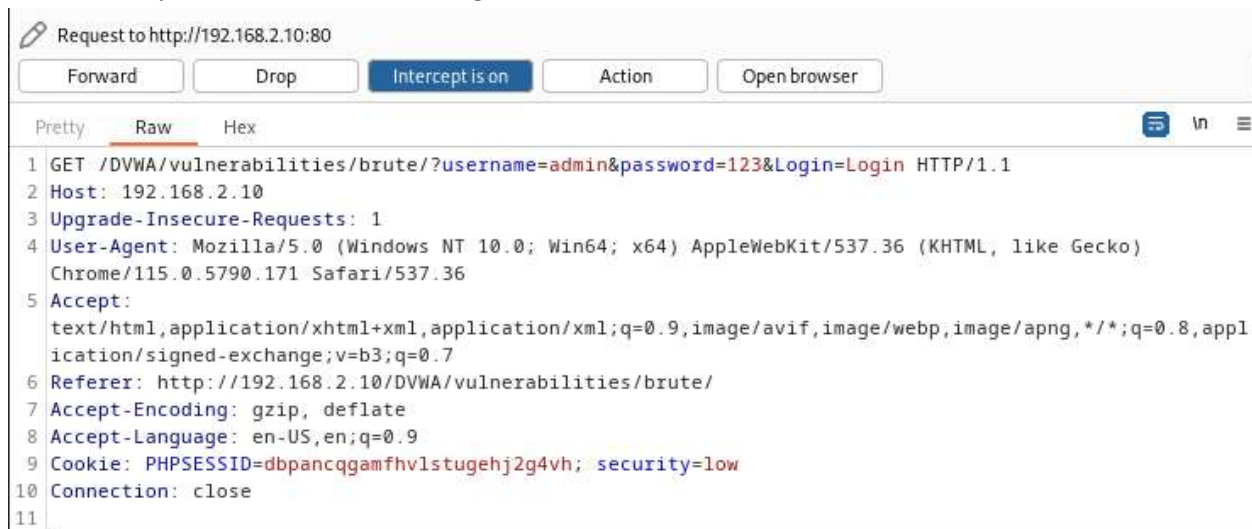 Request to http://192.168.2.10:80
Forward Drop Intercept is on Action Open browser
Pretty Raw Hex \n
1 GET /DVWA/vulnerabilities/brute/?username=admin&password=123&Login=Login HTTP/1.1
2 Host: 192.168.2.10
3 Upgrade-Insecure-Requests: 1
4 User-Agent: Mozilla/5.0 (Windows NT 10.0; Win64; x64) AppleWebKit/537.36 (KHTML, like Gecko)
Chrome/115.0.5790.171 Safari/537.36
5 Accept:
text/html,application/xhtml+xml,application/xml;q=0.9,image/avif,image/webp,image/apng,*/*;q=0.8,appl
ication/signed-exchange;v=b3;q=0.7
6 Referer: http://192.168.2.10/DVWA/vulnerabilities/brute/
7 Accept-Encoding: gzip, deflate
8 Accept-Language: en-US,en;q=0.9
9 Cookie: PHPSESSID=dbpancqgamfhvlstugehj2g4vh; security=low
10 Connection: close
11